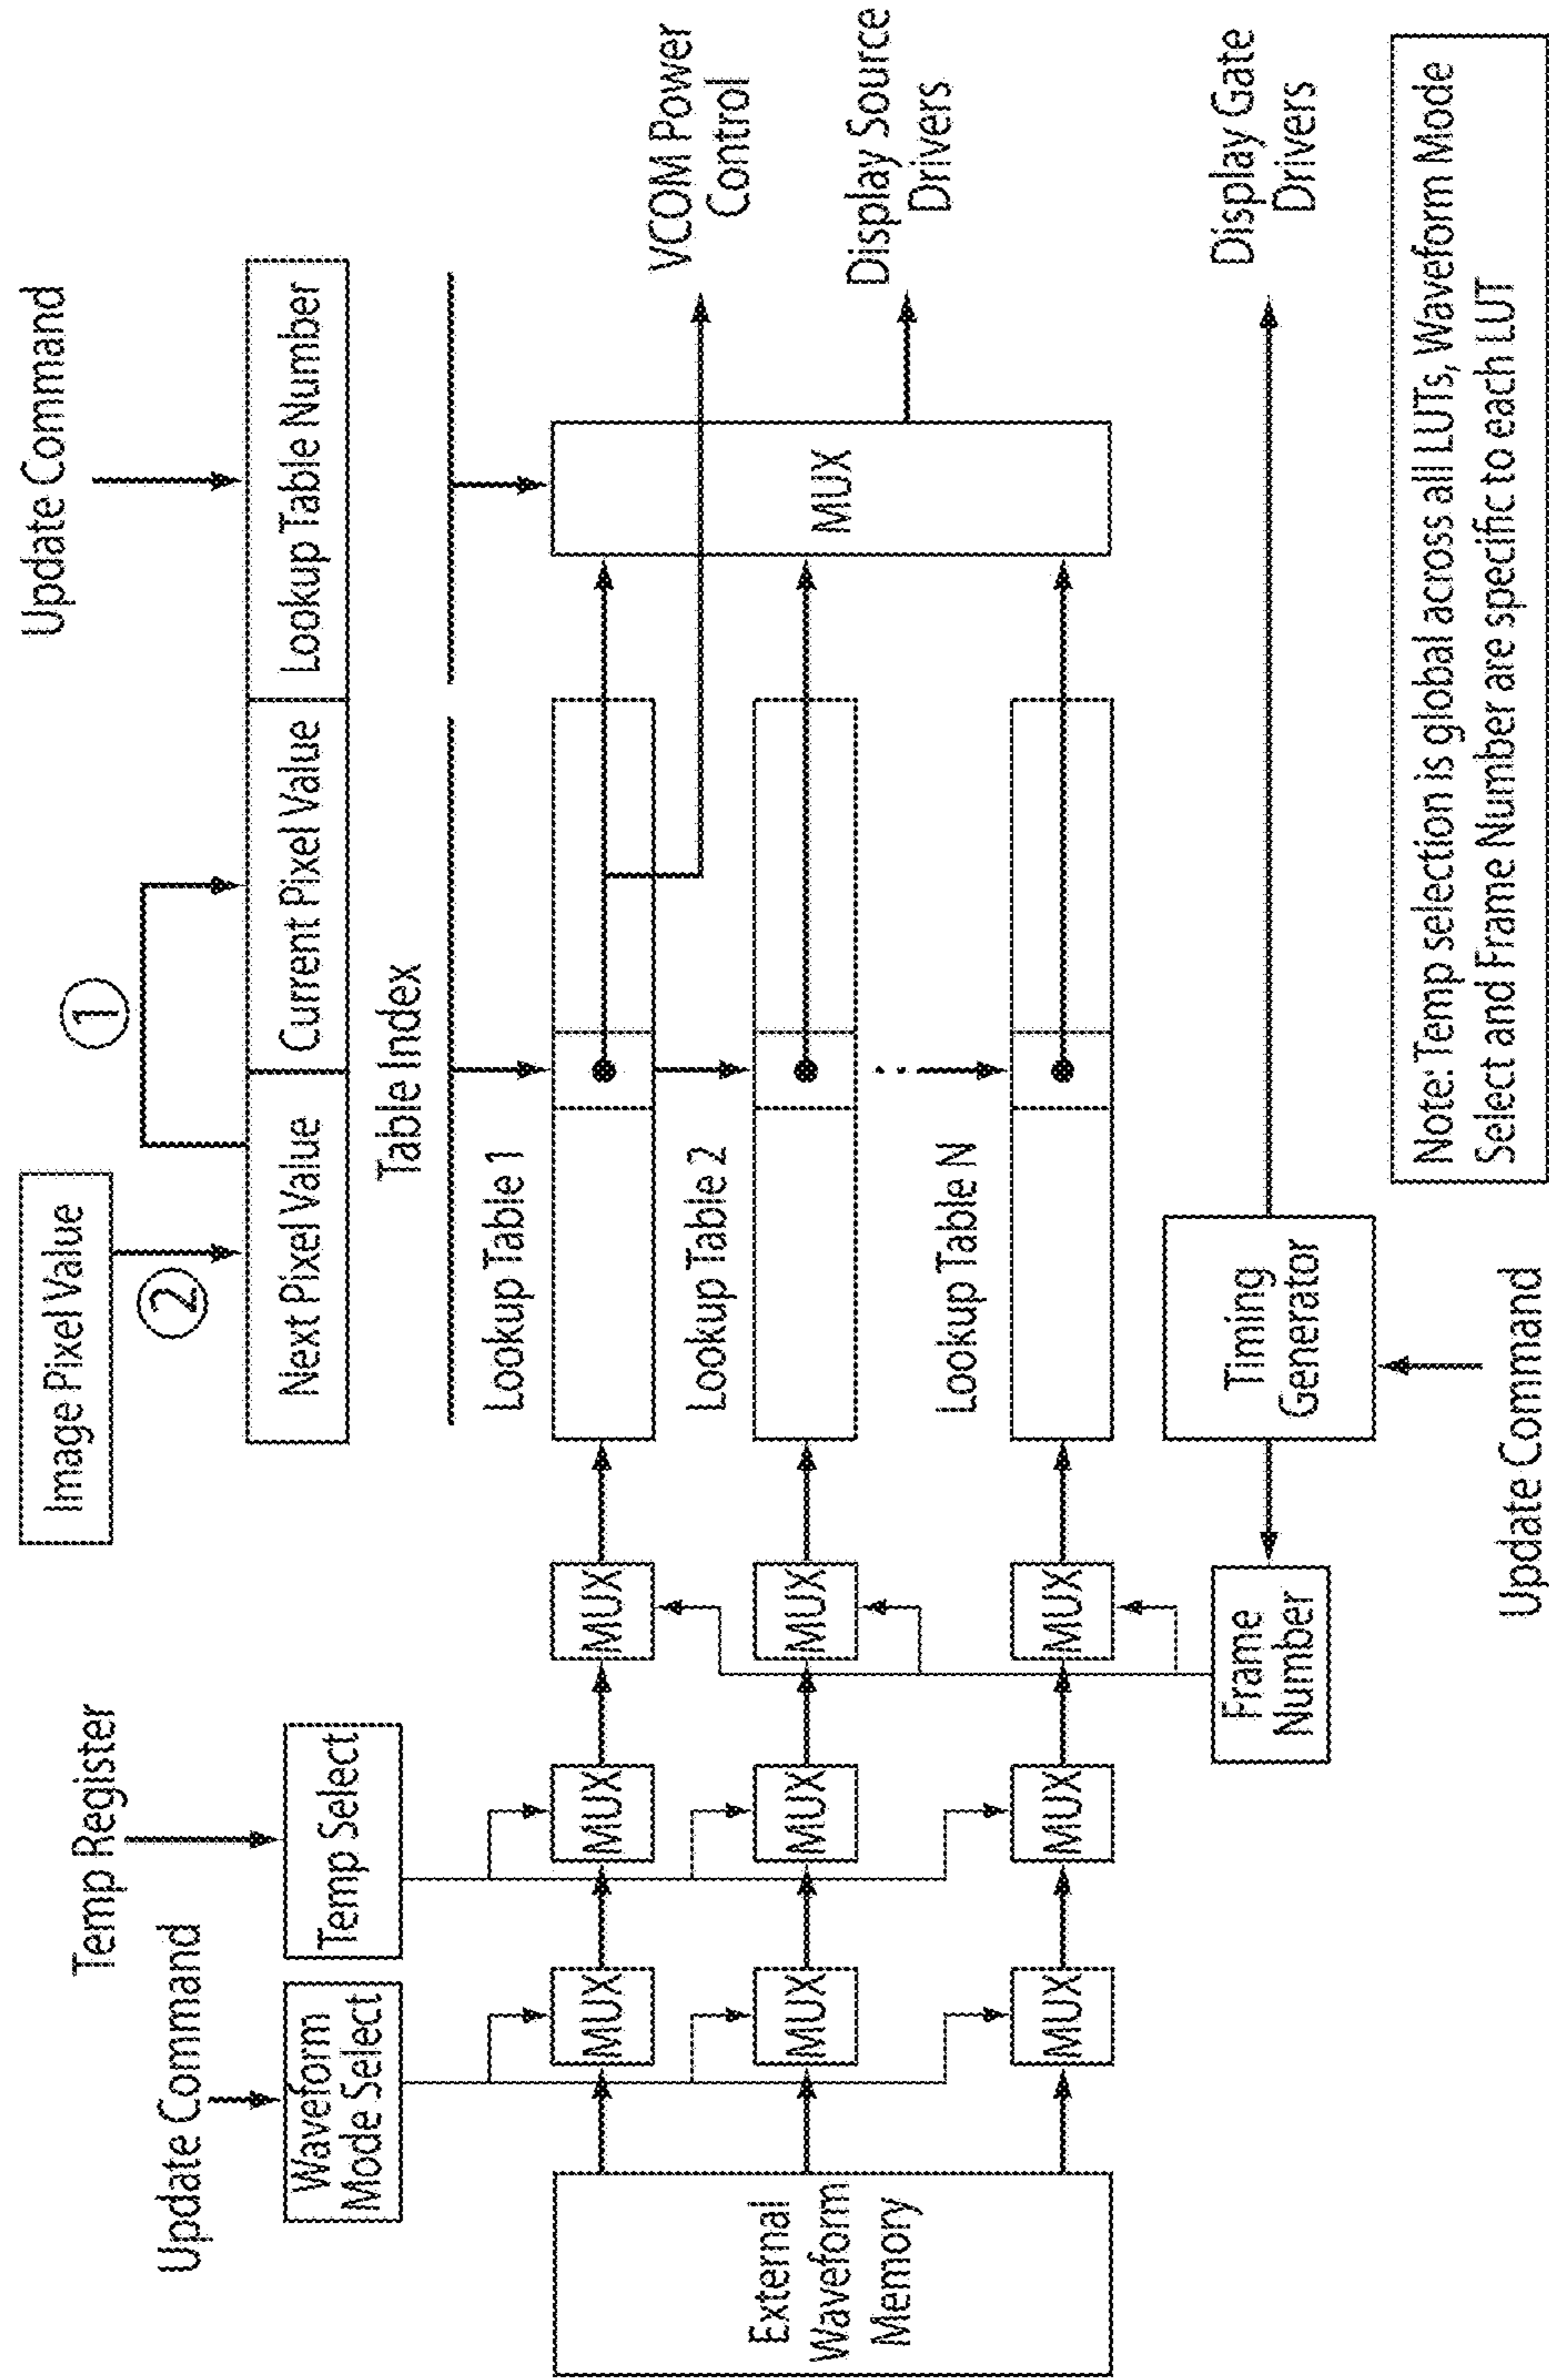 Update Command
Image Pixel Value
①
②
Next Pixel Value
Current Pixel Value
Lookup Table Number
Temp Register
Update Command
Waveform
Mode Select
Temp Select
Table Index
Lookup Table 1
Lookup Table 2
Lookup Table N
External
Waveform
Memory
MUX
MUX
MUX
MUX
MUX
MUX
MUX
MUX
MUX
MUX
VCOM Power
Control
Display Source
Drivers
Display Gate
Drivers
Frame
Number
Timing
Generator
Update Command
Note: Temp selection is global across all LUTs, Waveform Mode
Select and Frame Number are specific to each LUT